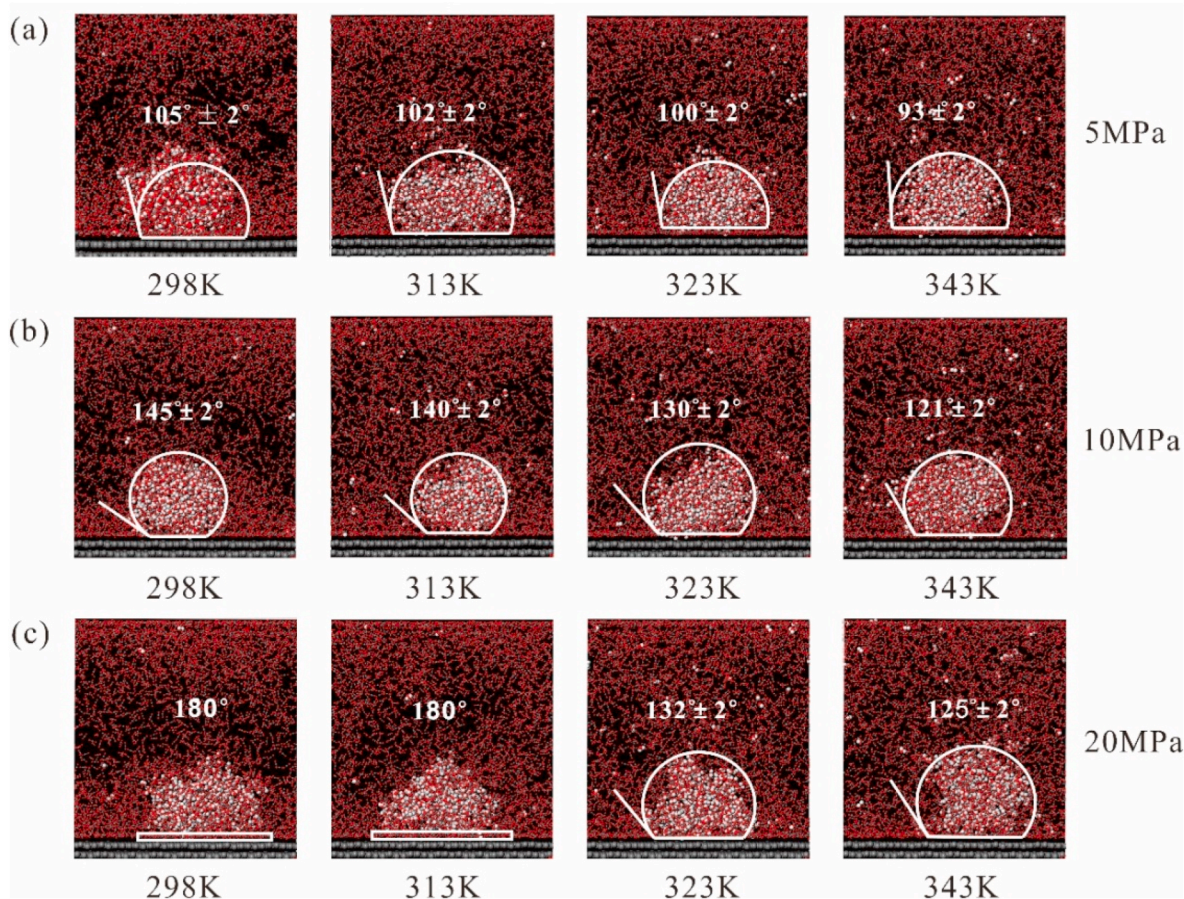 (a)
105° ± 2°
102°± 2°
100°± 2°
93°± 2°
5MPa
298K
313K
323K
343K
(b)
145°± 2°
140°± 2°
130°± 2°
121°± 2°
10MPa
298K
313K
323K
343K
(c)
180°
180°
132°± 2°
125°± 2°
20MPa
298K
313K
323K
343K